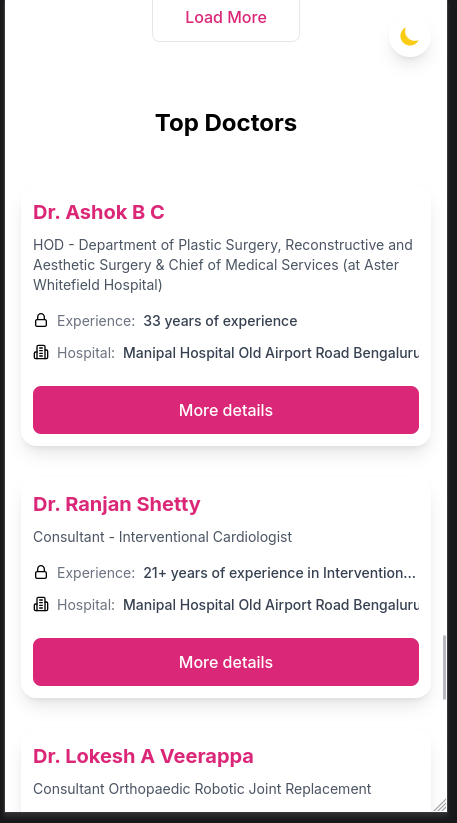 Load More
Top Doctors
Dr. Ashok B C
HOD - Department of Plastic Surgery, Reconstructive and
Aesthetic Surgery & Chief of Medical Services (at Aster
Whitefield Hospital)
Experience: 33 years of experience
Hospital: Manipal Hospital Old Airport Road Bengaluru
More details
Dr. Ranjan Shetty
Consultant - Interventional Cardiologist
Experience: 21+ years of experience in Intervention...
Hospital: Manipal Hospital Old Airport Road Bengaluru
More details
Dr. Lokesh A Veerappa
Consultant Orthopaedic Robotic Joint Replacement